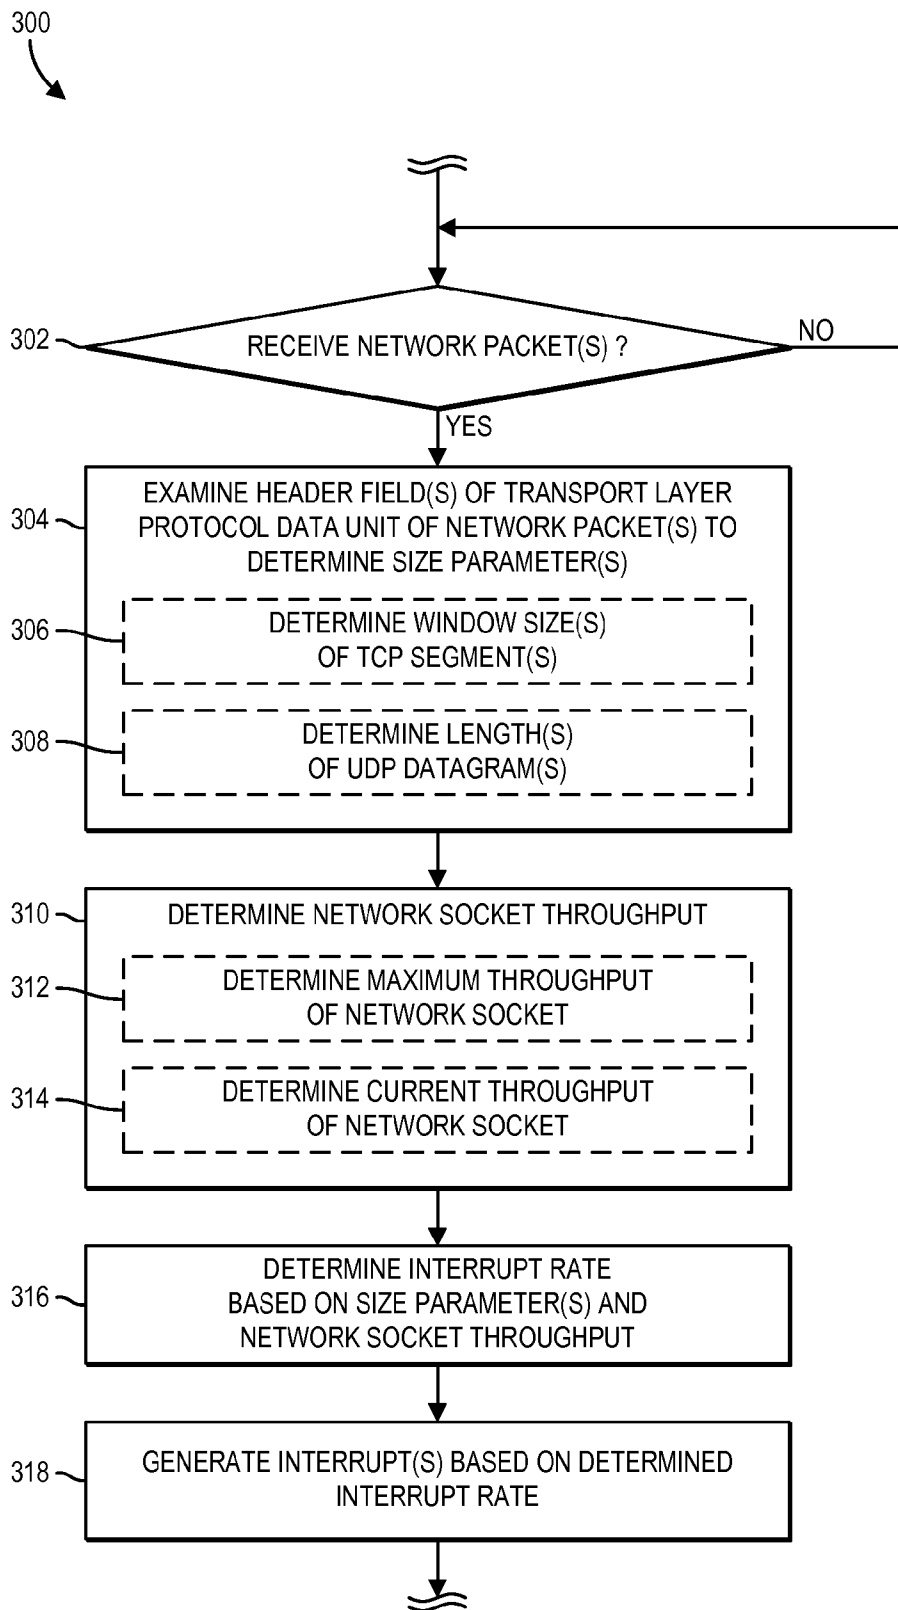 300
302
RECEIVE NETWORK PACKET(S) ?
NO
YES
304
EXAMINE HEADER FIELD(S) OF TRANSPORT LAYER
PROTOCOL DATA UNIT OF NETWORK PACKET(S) TO
DETERMINE SIZE PARAMETER(S)
306
DETERMINE WINDOW SIZE(S)
OF TCP SEGMENT(S)
308
DETERMINE LENGTH(S)
OF UDP DATAGRAM(S)
310
DETERMINE NETWORK SOCKET THROUGHPUT
312
DETERMINE MAXIMUM THROUGHPUT
OF NETWORK SOCKET
314
DETERMINE CURRENT THROUGHPUT
OF NETWORK SOCKET
316
DETERMINE INTERRUPT RATE
BASED ON SIZE PARAMETER(S) AND
NETWORK SOCKET THROUGHPUT
318
GENERATE INTERRUPT(S) BASED ON DETERMINED
INTERRUPT RATE